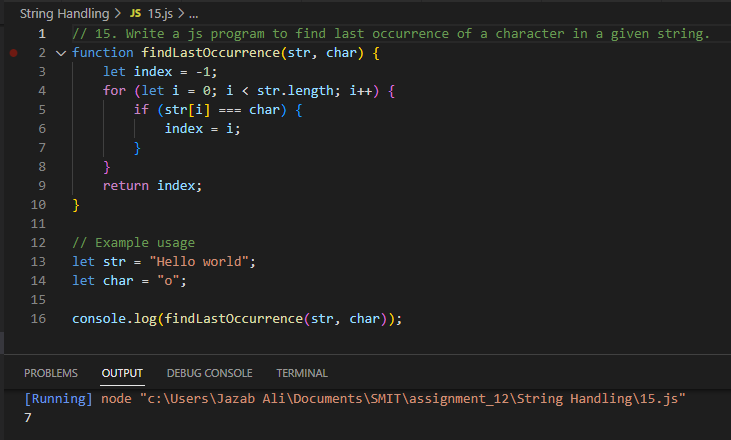 String Handling > JS 15.js > ...
1 // 15. Write a js program to find last occurrence of a character in a given string.
2 function findLastOccurrence(str, char) {
3     let index = -1;
4     for (let i = 0; i < str.length; i++) {
5         if (str[i] === char) {
6             index = i;
7         }
8     }
9     return index;
10 }
11
12 // Example usage
13 let str = "Hello world";
14 let char = "o";
15
16 console.log(findLastOccurrence(str, char));
PROBLEMS OUTPUT DEBUG CONSOLE TERMINAL
[Running] node "c:\Users\Jazab Ali\Documents\SMIT\assignment_12\String Handling\15.js"
7